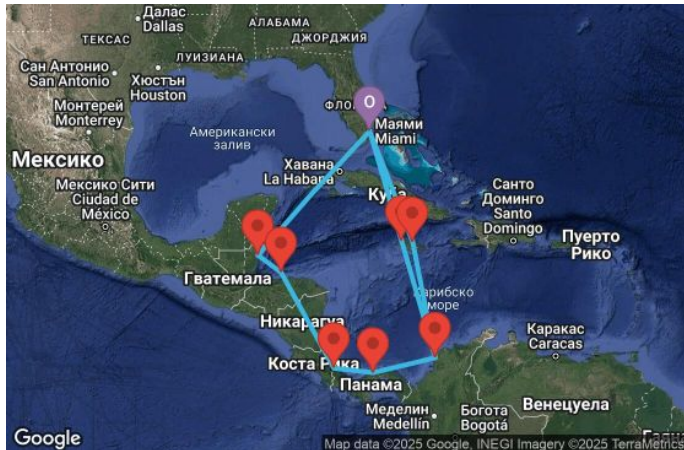 Далас
Dallas
АЛАБАМА
ТЕКСАС
ДЖОРДЖИЯ
ЛУИЗИАНА
Сан Антонио
San Antonio
Хюстън
Houston
ФЛО
О
Монтерей
Monterrey
Маями
Miami
Американски
залив
Мексико
Хавана
La Habana
Мексико Сити
Ciudad de
México
Куба
Санто
Доминго
Santo
Domingo
Пуерто
Рико
Гватемала
арибско
море
Никарагуа
Каракас
Caracas
Коста Рика
Панама
Меделин
Medellín
Богота
Bogotá
Венецуела
Google
Map data ©2025 Google, INEGI Imagery ©2025 TerraMetrics